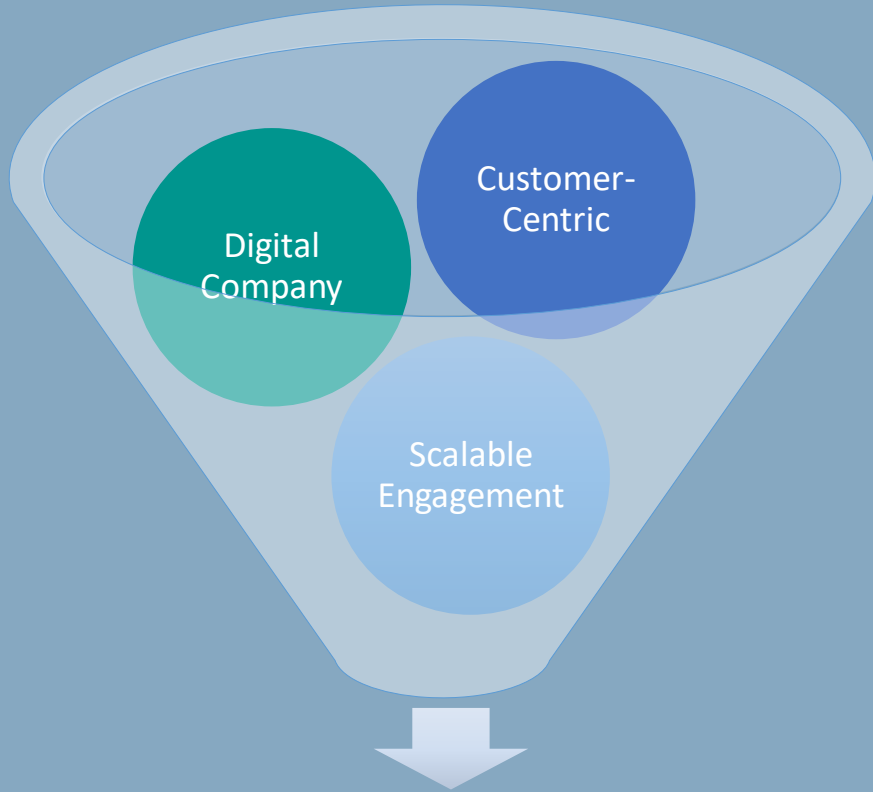 Customer-
Centric
Digital
Company
Scalable
Engagement